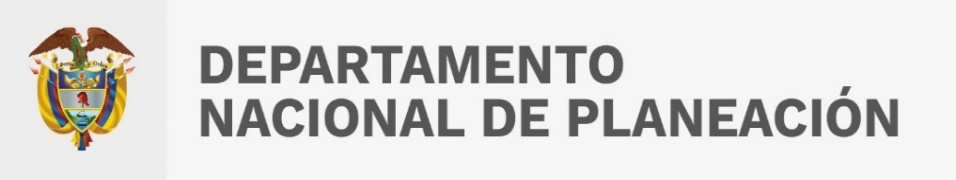 DEPARTAMENTO
NACIONAL DE PLANEACIÓN